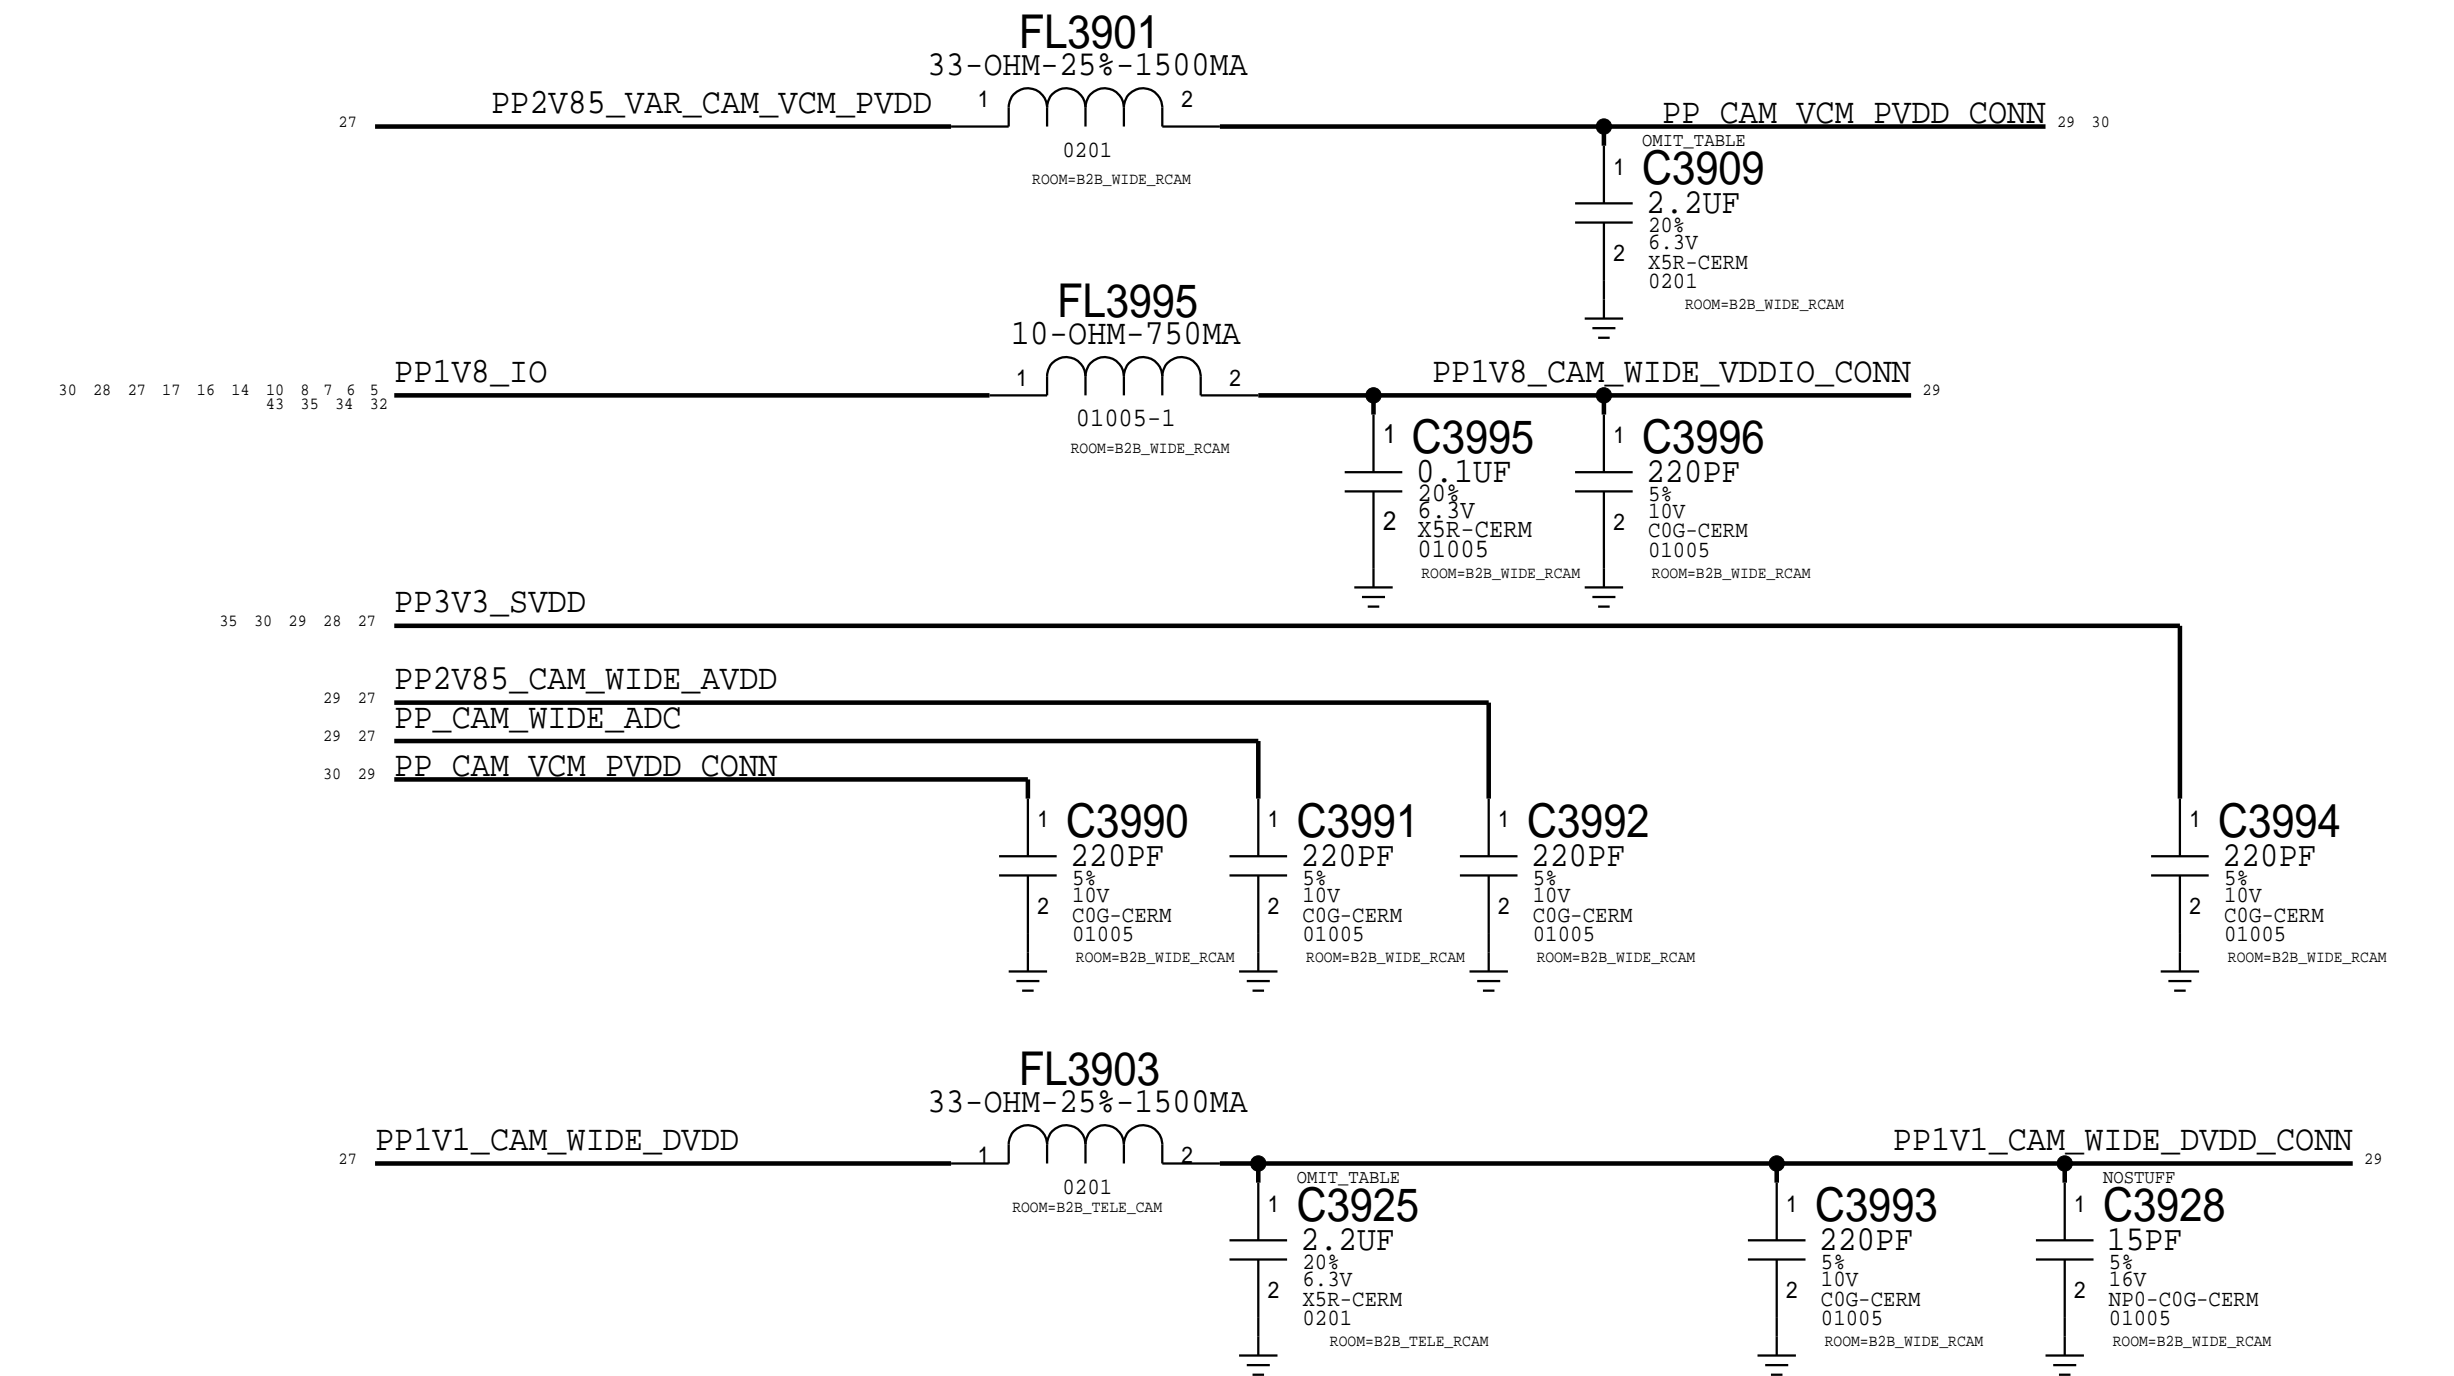 FL3901
33-OHM-25%-1500MA
PP2V85_VAR_CAM_VCM_PVDD
1
2
27
PP_CAM_VCM_PVDD_CONN
29 30
0201
ROOM=B2B_WIDE_RCAM
OMIT_TABLE
1
C3909
2.2UF
20%
6.3V
2
X5R-CERM
0201
ROOM=B2B_WIDE_RCAM
FL3995
10-OHM-750MA
PP1V8_IO
1
2
30 28 27 17 16 14 10 8 7 6 5
43 35 34 32
PP1V8_CAM_WIDE_VDDIO_CONN
29
01005-1
ROOM=B2B_WIDE_RCAM
1
C3995
0.1UF
20%
6.3V
2
X5R-CERM
01005
ROOM=B2B_WIDE_RCAM
1
C3996
220PF
5%
10V
2
C0G-CERM
01005
ROOM=B2B_WIDE_RCAM
PP3V3_SVDD
35 30 29 28 27
PP2V85_CAM_WIDE_AVDD
29 27
PP_CAM_WIDE_ADC
29 27
PP_CAM_VCM_PVDD_CONN
30 29
1
C3990
220PF
5%
10V
2
C0G-CERM
01005
ROOM=B2B_WIDE_RCAM
1
C3991
220PF
5%
10V
2
C0G-CERM
01005
ROOM=B2B_WIDE_RCAM
1
C3992
220PF
5%
10V
2
C0G-CERM
01005
ROOM=B2B_WIDE_RCAM
1
C3994
220PF
5%
10V
2
C0G-CERM
01005
ROOM=B2B_WIDE_RCAM
FL3903
33-OHM-25%-1500MA
PP1V1_CAM_WIDE_DVDD
1
2
27
PP1V1_CAM_WIDE_DVDD_CONN
29
0201
ROOM=B2B_TELE_CAM
OMIT_TABLE
1
C3925
2.2UF
20%
6.3V
2
X5R-CERM
0201
ROOM=B2B_TELE_RCAM
1
C3993
220PF
5%
10V
2
C0G-CERM
01005
ROOM=B2B_WIDE_RCAM
NOSTUFF
1
C3928
15PF
5%
16V
2
NP0-C0G-CERM
01005
ROOM=B2B_WIDE_RCAM